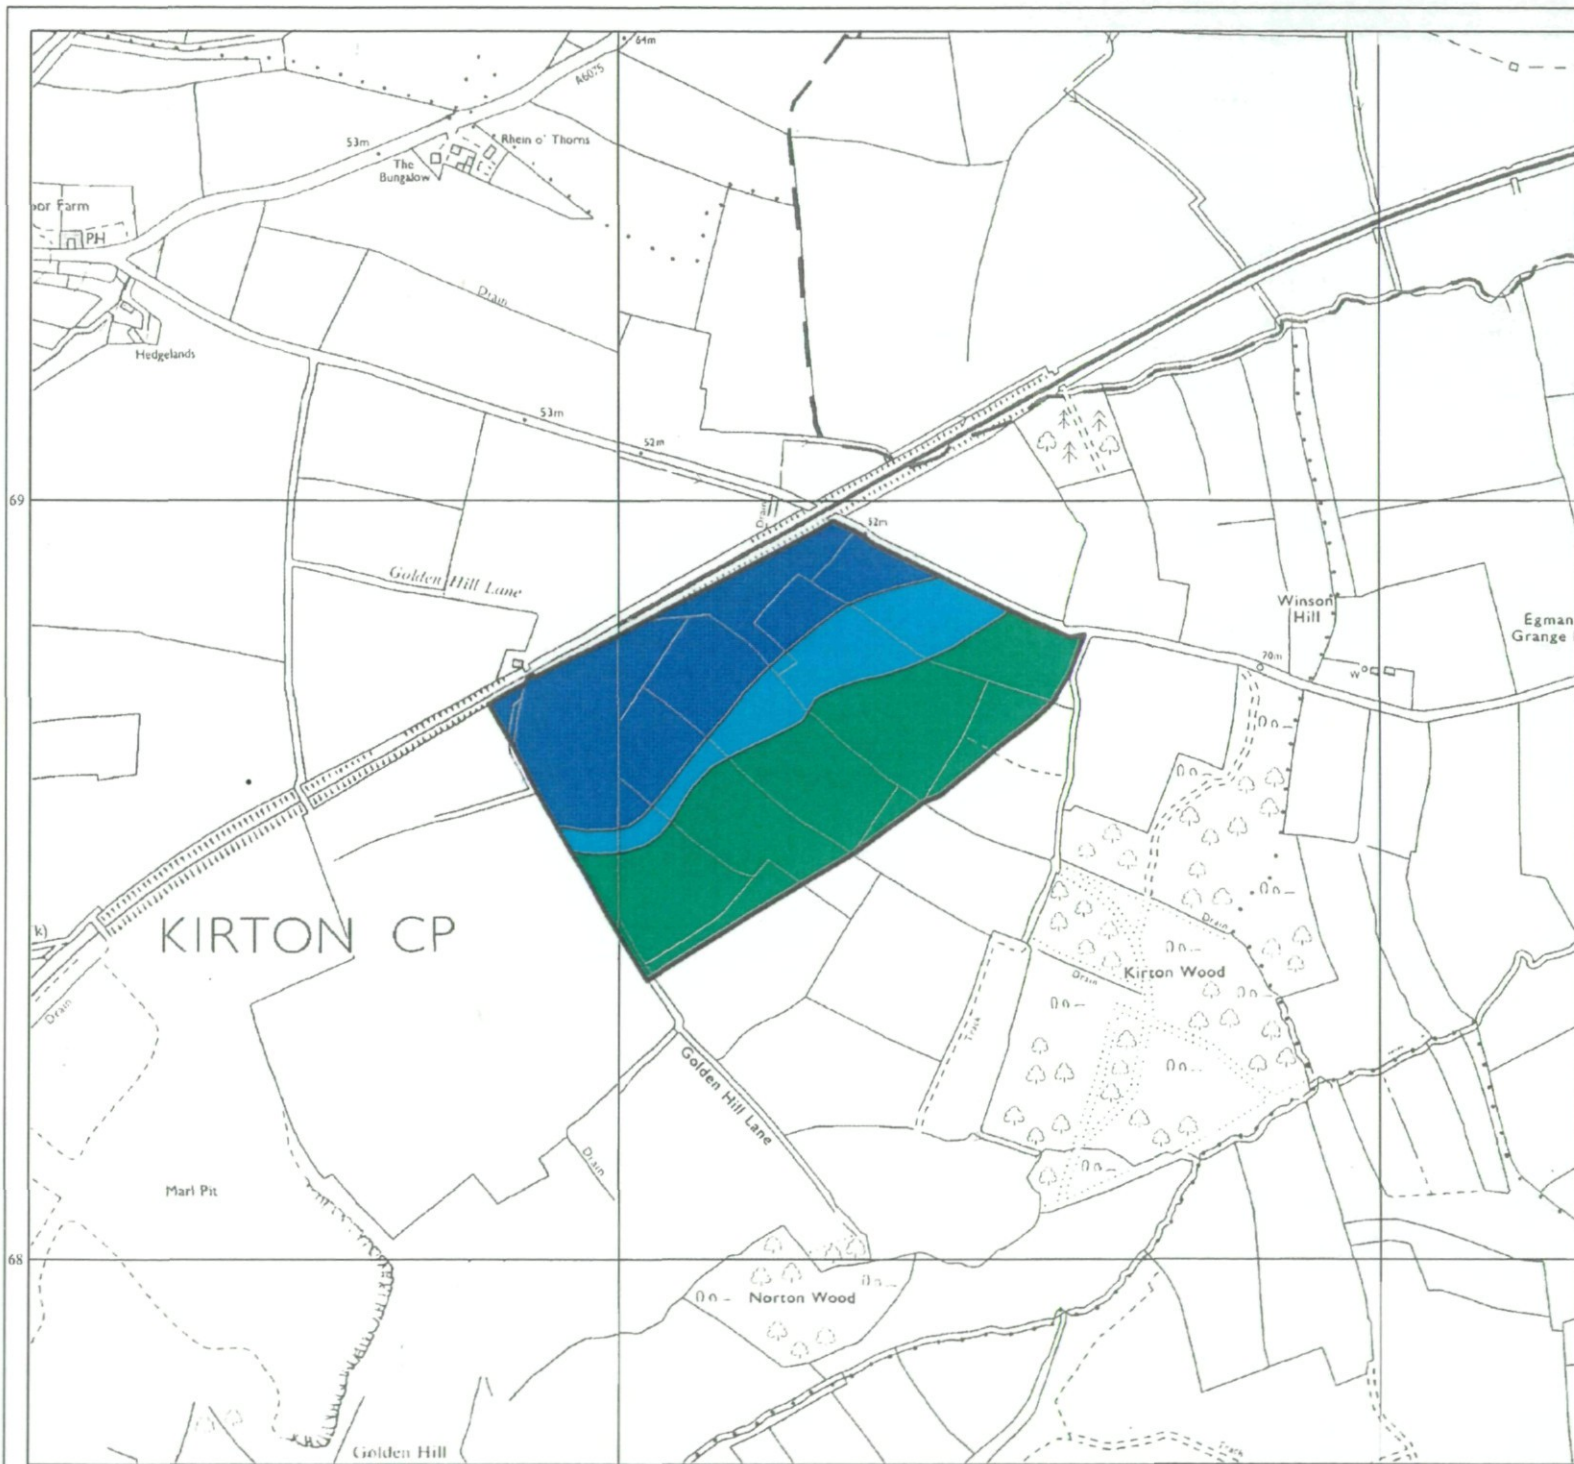 64m
A6075
53m
Rhein o' Thorns
The
Bungalow
oor Farm
PH
Drain
Hedgelands
53m
52m
69
Drain
52m
Golden Hill Lane
Winson
Hill
Egman
Grange
70m
W
KIRTON CP
k)
Drain
Drain
Kirton Wood
Drain
Track
Golden Hill Lane
Drain
Marl Pit
68
Norton Wood
Golden Hill
Track